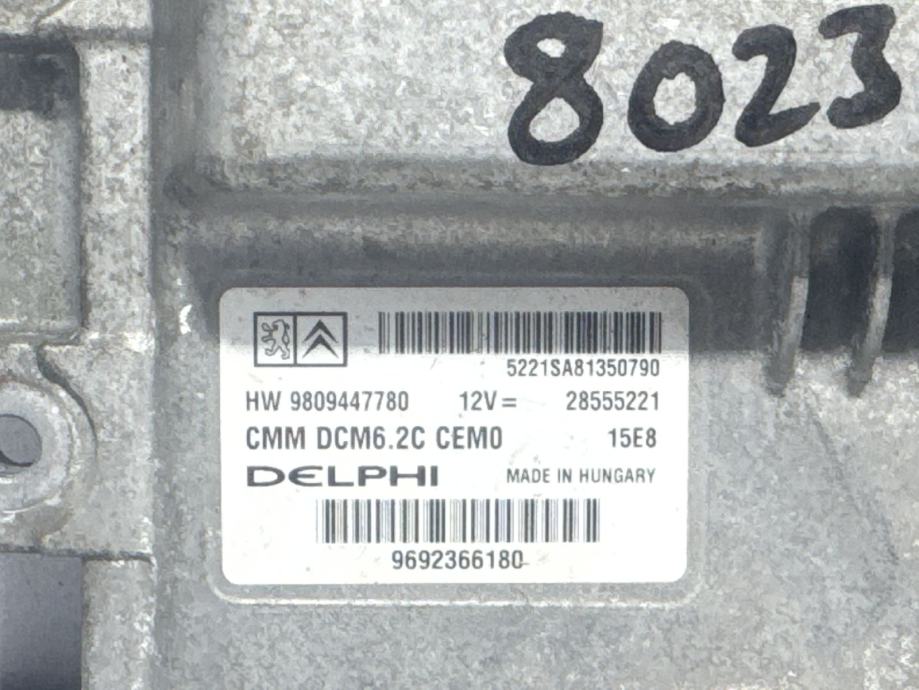 8023
5221SA81350790
HW 9809447780 12V= 28555221
CMM DCM6.2C CEM0 15E8
DELPHI MADE IN HUNGARY
9692366180